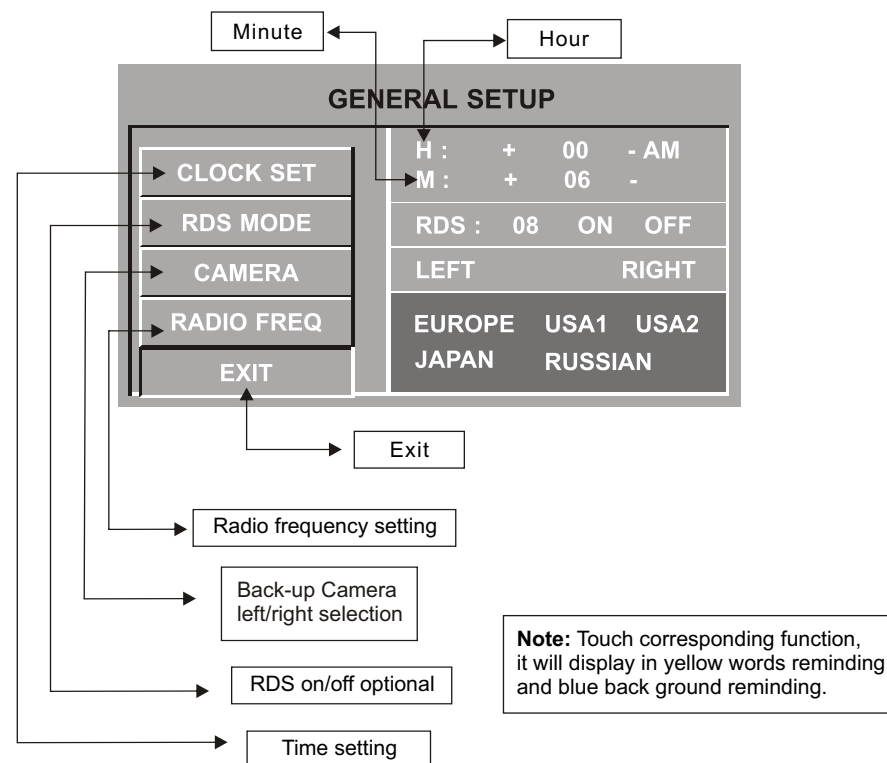 Minute
Hour
GENERAL SETUP
CLOCK SET
RDS MODE
CAMERA
RADIO FREQ
EXIT
H : + 00 - AM
M : + 06 -
RDS : 08 ON OFF
LEFT RIGHT
EUROPE USA1 USA2
JAPAN RUSSIAN
Exit
Radio frequency setting
Back-up Camera
left/right selection
RDS on/off optional
Time setting
Note: Touch corresponding function,
it will display in yellow words reminding
and blue back ground reminding.